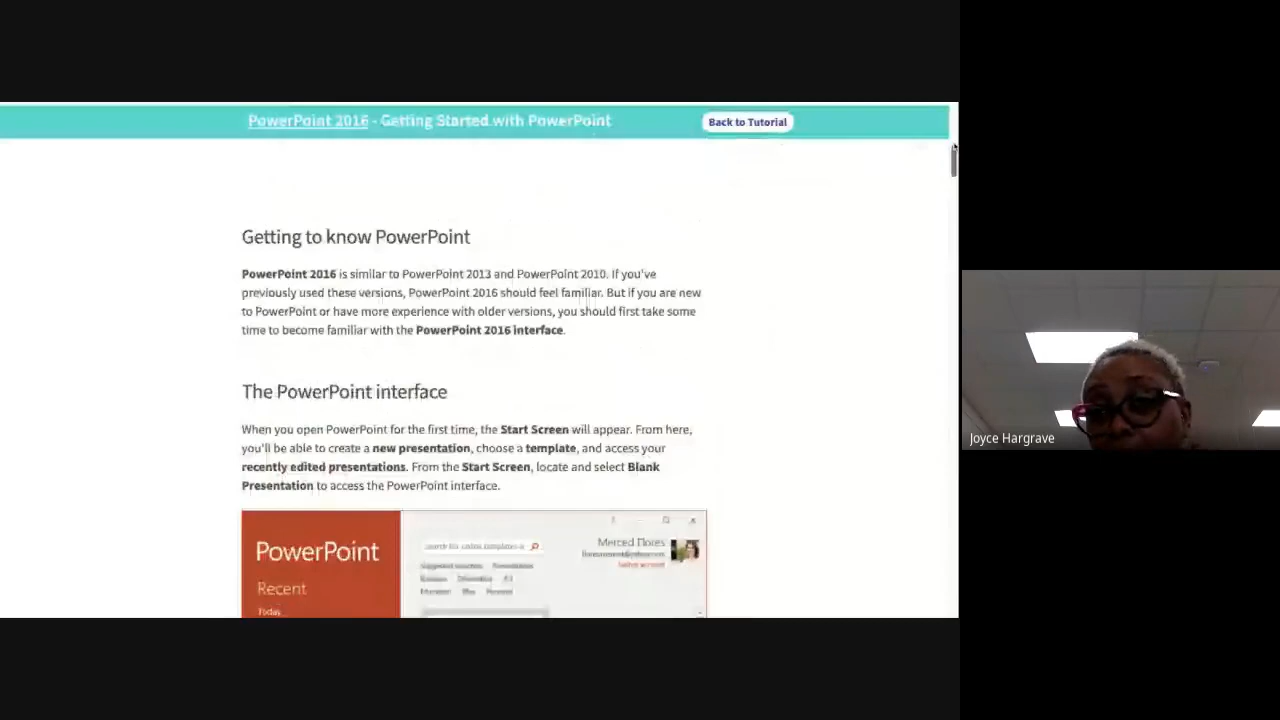 PowerPoint 2016 - Getting Started with PowerPoint
Back to Tutorial
Getting to know PowerPoint
PowerPoint 2016 is similar to PowerPoint 2013 and PowerPoint 2010. If you've
previously used these versions, PowerPoint 2016 should feel familiar. But if you are new
to PowerPoint or have more experience with older versions, you should first take some
time to become familiar with the PowerPoint 2016 interface.
The PowerPoint interface
When you open PowerPoint for the first time, the Start Screen will appear. From here,
you'll be able to create a new presentation, choose a template, and access your
recently edited presentations. From the Start Screen, locate and select Blank
Presentation to access the PowerPoint interface.
PowerPoint
Recent
Today
Merced Flores
Joyce Hargrave